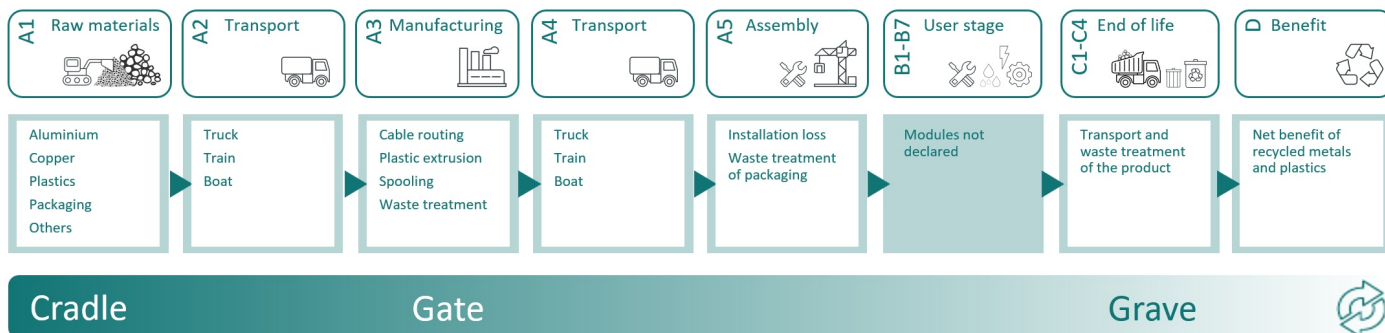 A1 Raw materials
A2 Transport
A3 Manufacturing
A4 Transport
A5 Assembly
B1-B7 User stage
C1-C4 End of life
D Benefit
Aluminium
Copper
Plastics
Packaging
Others
Truck
Train
Boat
Cable routing
Plastic extrusion
Spooling
Waste treatment
Truck
Train
Boat
Installation loss
Waste treatment
of packaging
Modules not
declared
Transport and
waste treatment
of the product
Net benefit of
recycled metals
and plastics
Cradle
Gate
Grave